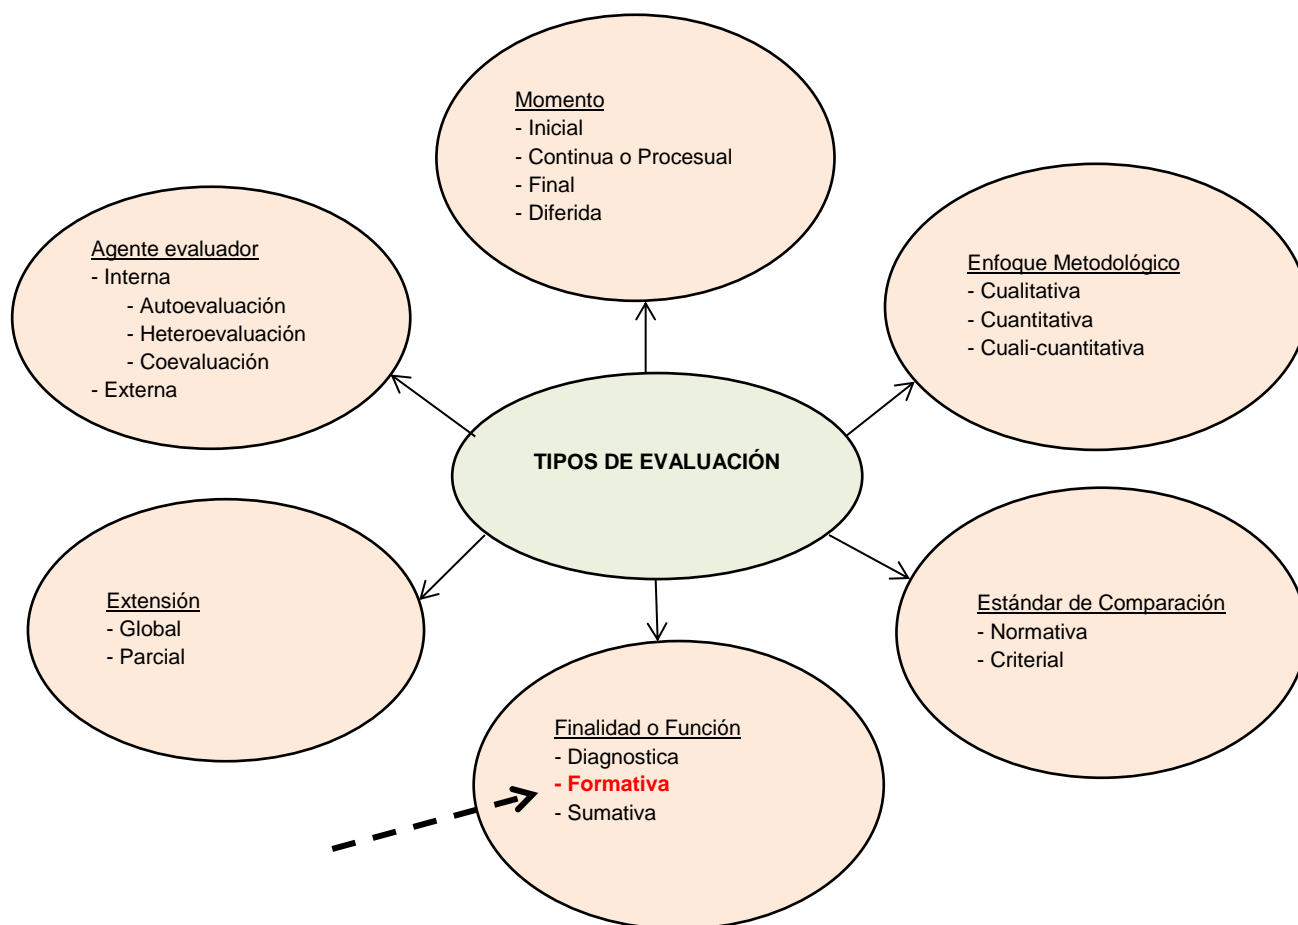 Momento
- Inicial
- Continua o Procesual
- Final
- Diferida
Agente evaluador
- Interna
- Autoevaluación
- Heteroevaluación
- Coevaluación
- Externa
Enfoque Metodológico
- Cualitativa
- Cuantitativa
- Cuali-cuantitativa
TIPOS DE EVALUACIÓN
Extensión
- Global
- Parcial
Estándar de Comparación
- Normativa
- Criterial
Finalidad o Función
- Diagnostica
- Formativa
- Sumativa